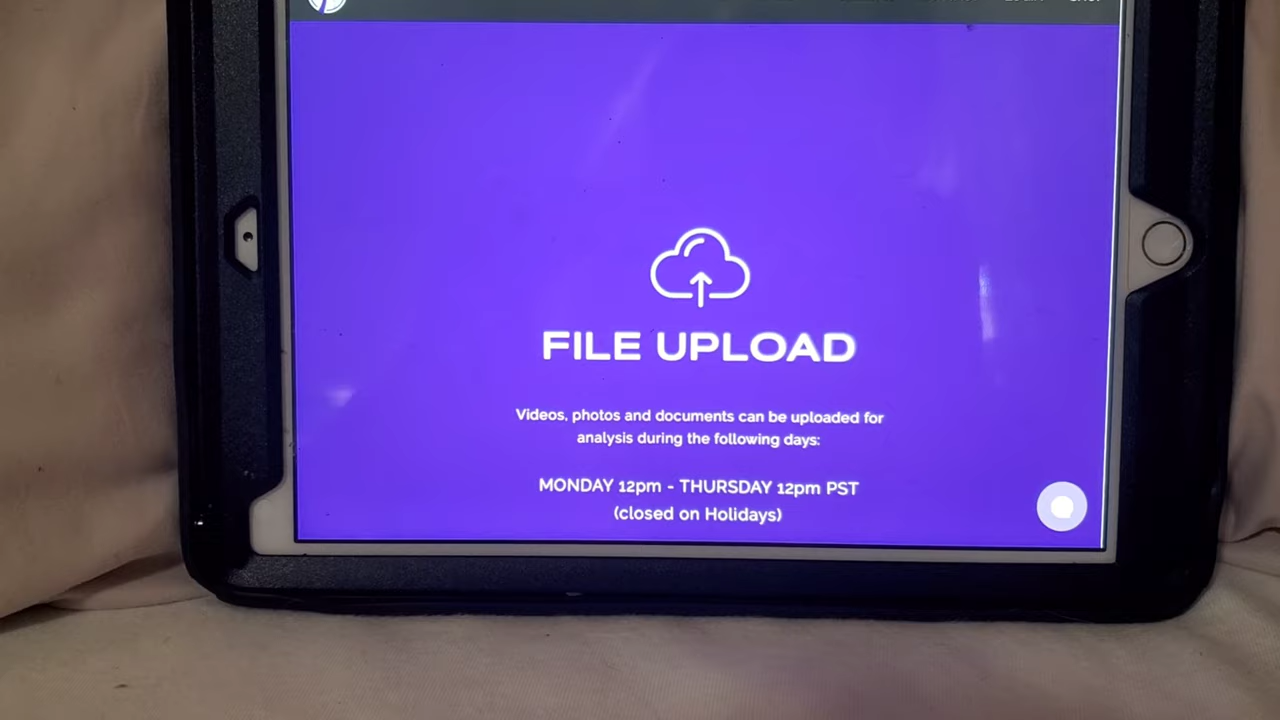 FILE UPLOAD
Videos, photos and documents can be uploaded for
analysis during the following days:
MONDAY 12pm - THURSDAY 12pm PST
(closed on Holidays)